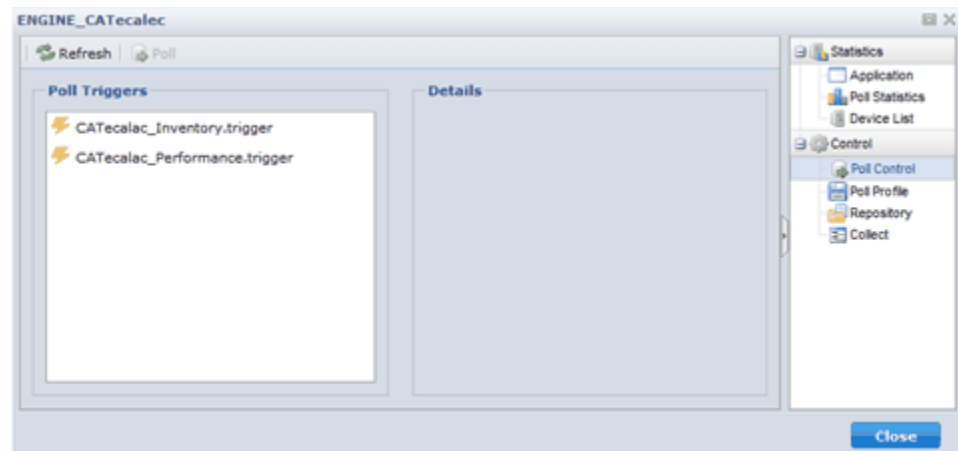 ENGINE_CATecalec
Refresh Poll
Poll Triggers
CATecalac_Inventory.trigger
CATecalac_Performance.trigger
Details
Statistics
Application
Poll Statistics
Device List
Control
Poll Control
Poll Profile
Repository
Collect
Close